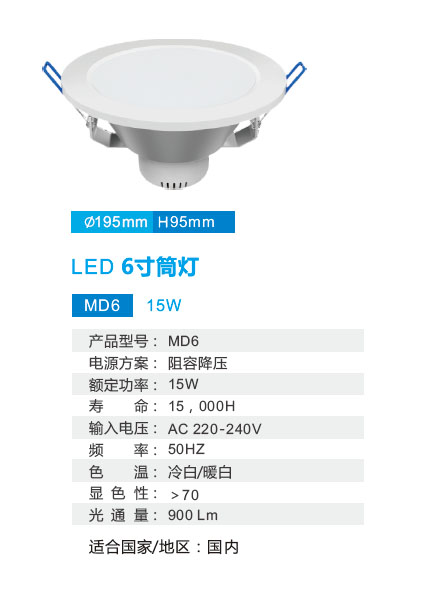 Ø195mm H95mm
LED 6寸筒灯
MD6 15W
产品型号： MD6
电源方案： 阻容降压
额定功率： 15W
寿 命： 15，000H
输入电压： AC 220-240V
频 率： 50HZ
色 温： 冷白/暖白
显 色 性： ＞70
光 通 量： 900 Lm
适合国家/地区：国内